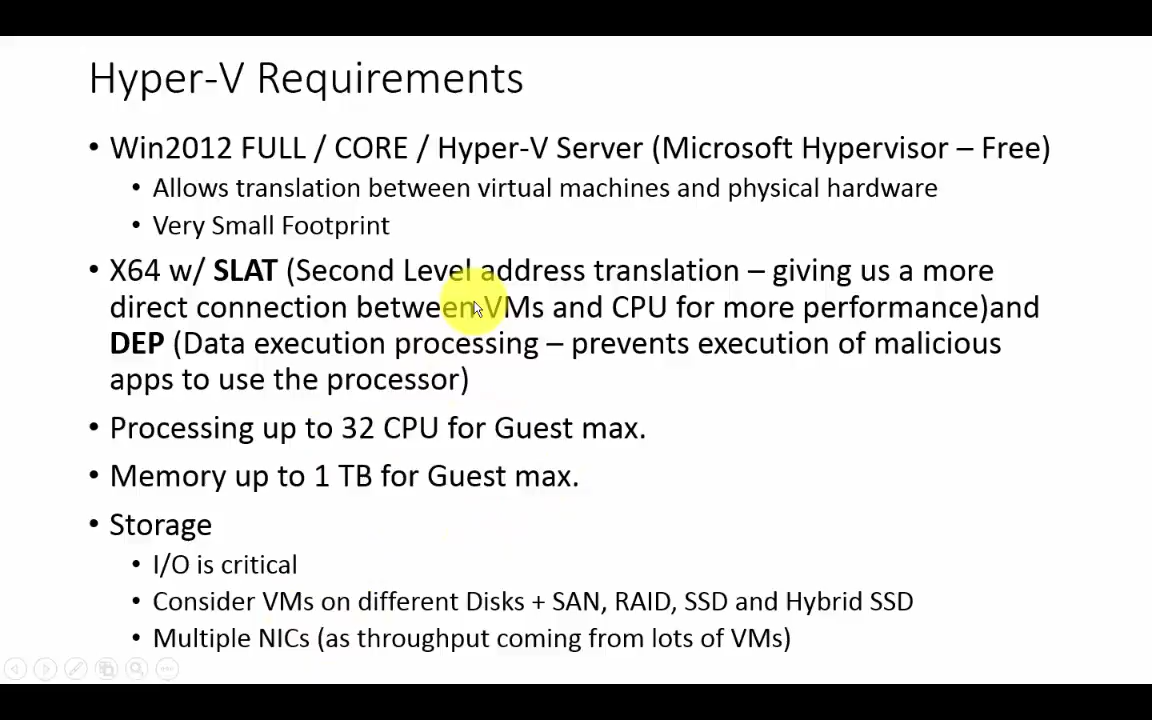 Hyper-V Requirements
• Win2012 FULL / CORE / Hyper-V Server (Microsoft Hypervisor – Free)
• Allows translation between virtual machines and physical hardware
• Very Small Footprint
• X64 w/ SLAT (Second Level address translation – giving us a more
direct connection between VMs and CPU for more performance)and
DEP (Data execution processing – prevents execution of malicious
apps to use the processor)
• Processing up to 32 CPU for Guest max.
• Memory up to 1 TB for Guest max.
• Storage
• I/O is critical
• Consider VMs on different Disks + SAN, RAID, SSD and Hybrid SSD
• Multiple NICs (as throughput coming from lots of VMs)